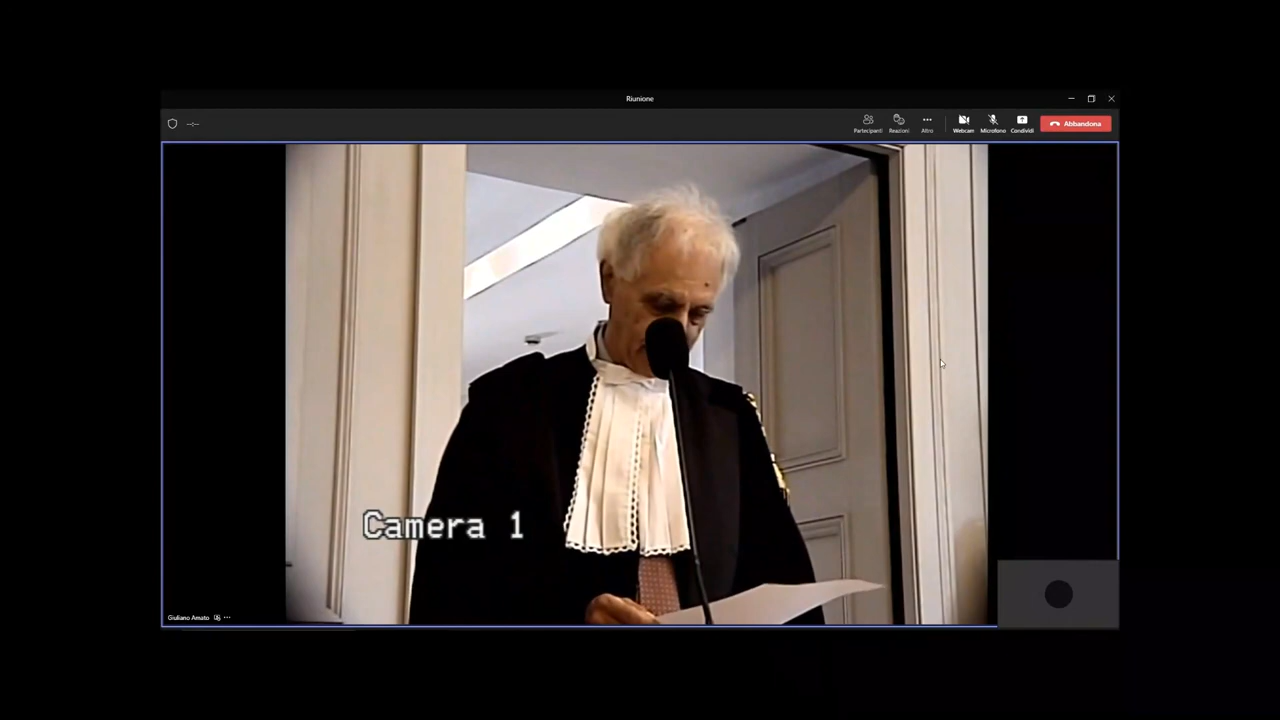 Riunione
Partecipanti Reazioni Altro Webcam Microfono Condividi Abbandona
Camera 1
Giuliano Amato